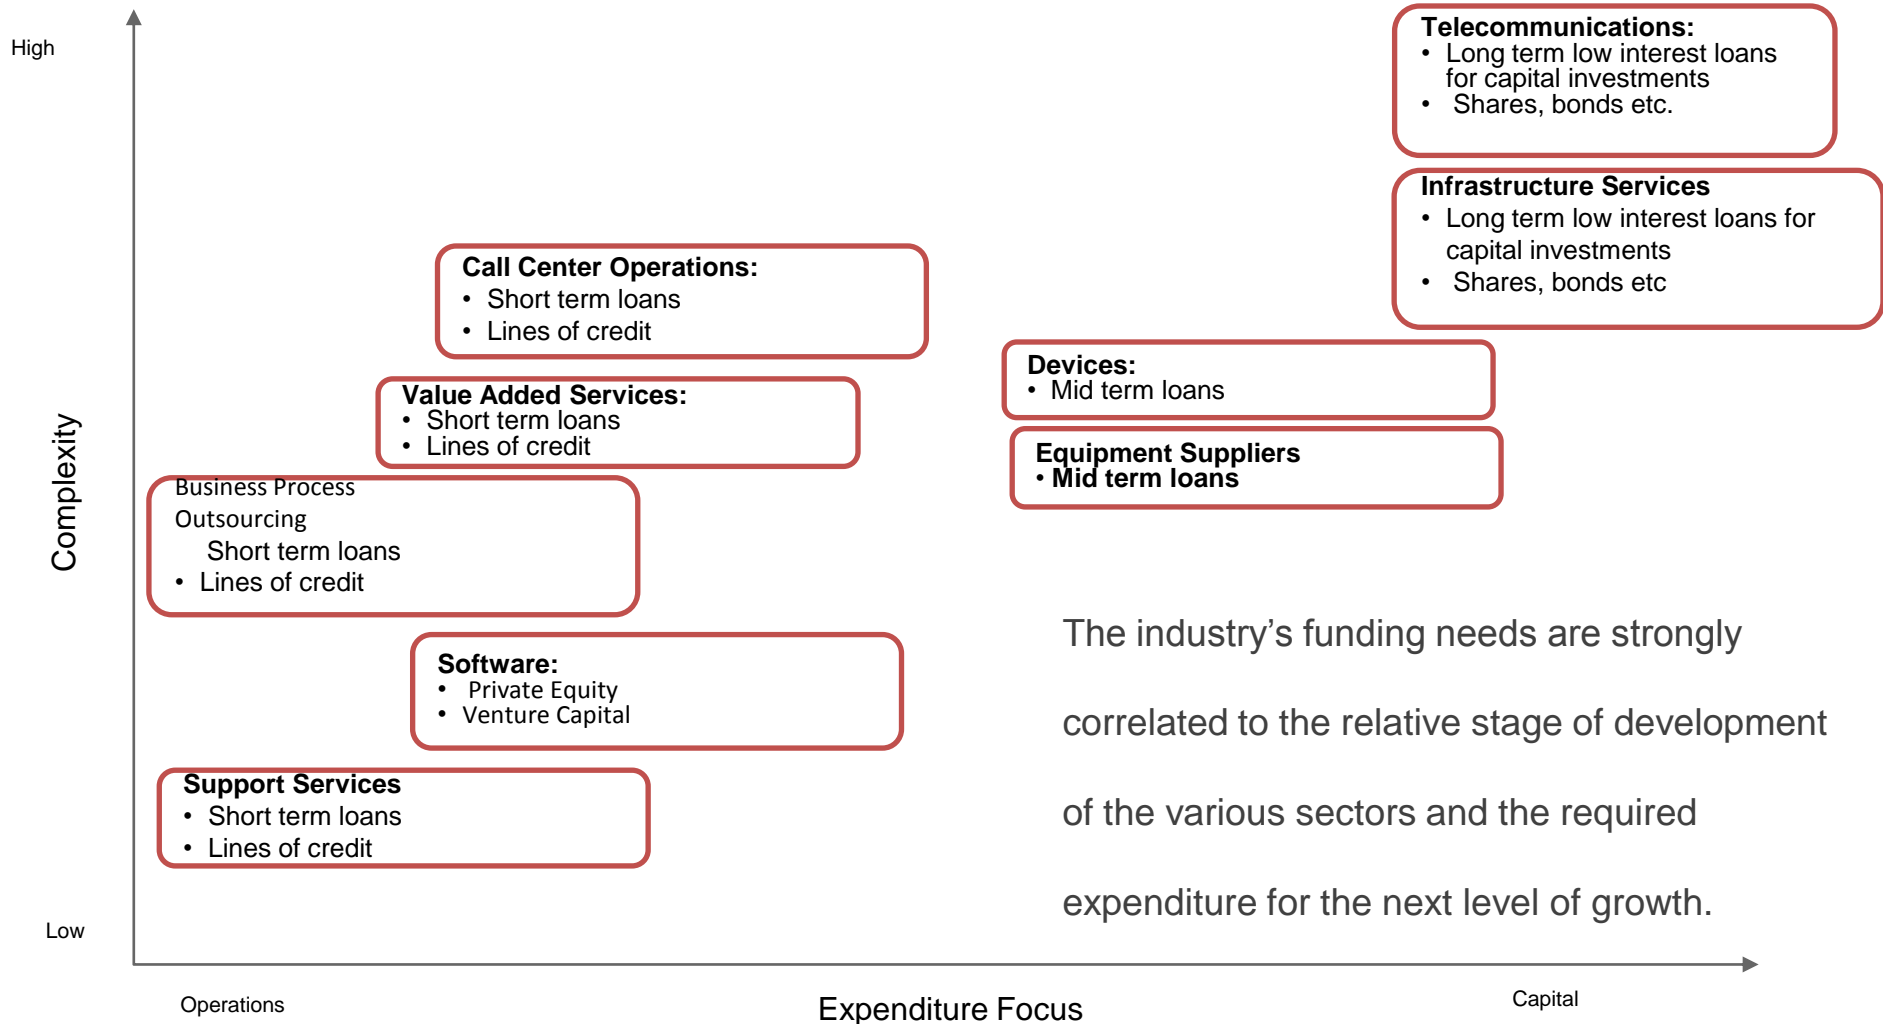 High
Telecommunications:
• Long term low interest loans
for capital investments
• Shares, bonds etc.
Infrastructure Services
• Long term low interest loans for
capital investments
• Shares, bonds etc
Call Center Operations:
• Short term loans
• Lines of credit
Devices:
• Mid term loans
Value Added Services:
• Short term loans
• Lines of credit
Equipment Suppliers
• Mid term loans
Complexity
Business Process
Outsourcing
Short term loans
• Lines of credit
Software:
• Private Equity
• Venture Capital
The industry’s funding needs are strongly
correlated to the relative stage of development
of the various sectors and the required
expenditure for the next level of growth.
Support Services
• Short term loans
• Lines of credit
Low
Operations
Expenditure Focus
Capital